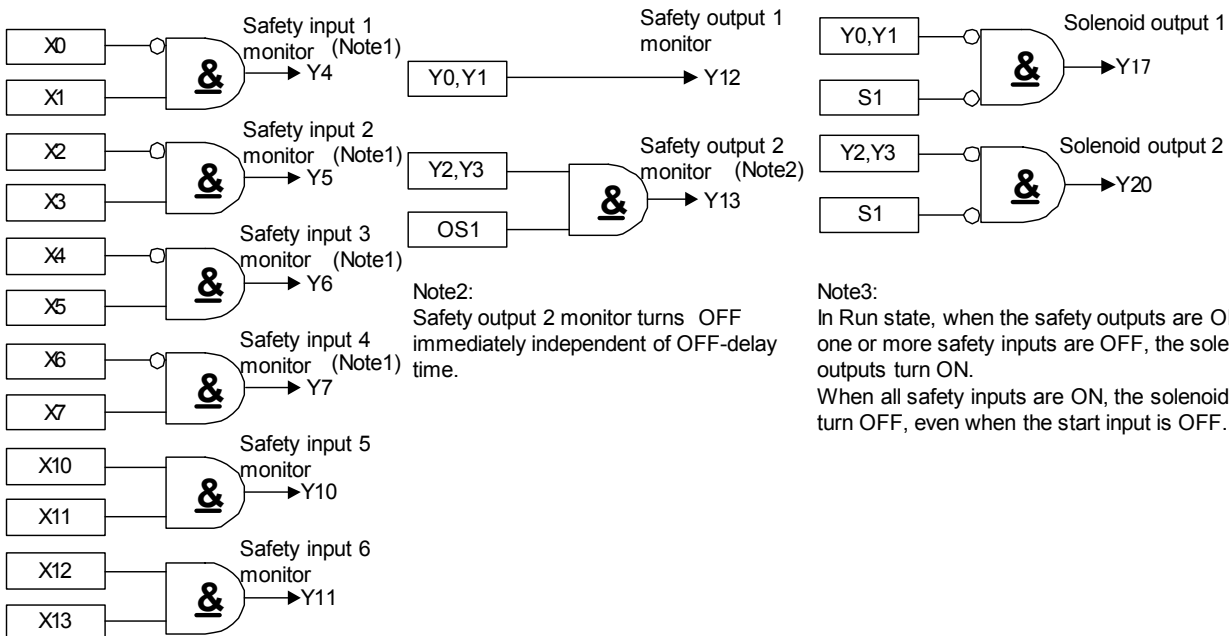 X0
X1
&
Safety input 1
monitor (Note1)
Y4
X2
X3
&
Safety input 2
monitor (Note1)
Y5
X4
X5
&
Safety input 3
monitor (Note1)
Y6
X6
X7
&
Safety input 4
monitor (Note1)
Y7
X10
X11
&
Safety input 5
monitor
Y10
X12
X13
&
Safety input 6
monitor
Y11
Y0,Y1
Safety output 1
monitor
Y12
Y2,Y3
OS1
&
Safety output 2
monitor (Note2)
Y13
Note2:
Safety output 2 monitor turns OFF
immediately independent of OFF-delay
time.
Y0,Y1
S1
&
Solenoid output 1
Y17
Y2,Y3
S1
&
Solenoid output 2
Y20
Note3:
In Run state, when the safety outputs are
one or more safety inputs are OFF, the
outputs turn ON.
When all safety inputs are ON, the solenoid
turn OFF, even when the start input is OFF.